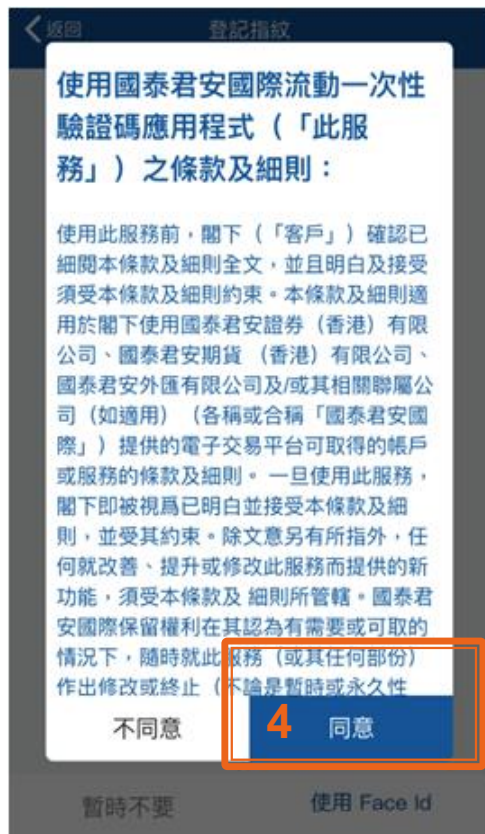 返回
登記指紋
使用國泰君安國際流動一次性
驗證碼應用程式（「此服
務」）之條款及細則：
使用此服務前，閣下（「客戶」）確認已
細閱本條款及細則全文，並且明白及接受
須受本條款及細則約束。本條款及細則適
用於閣下使用國泰君安證券（香港）有限
公司、國泰君安期貨 （香港）有限公司、
國泰君安外匯有限公司及/或其相關聯屬公
司（如適用）（各稱或合稱「國泰君安國
際」）提供的電子交易平台可取得的帳戶
或服務的條款及細則。 一旦使用此服務，
閣下即被視爲已明白並接受本條款及細
則，並受其約束。除文意另有所指外，任
何就改善、提升或修改此服務而提供的新
功能，須受本條款及 細則所管轄。國泰君
安國際保留權利在其認為有需要或可取的
情況下，隨時就此服務（或其任何部份）
作出修改或終止（不論是暫時或永久性
不同意
4 同意
暫時不要
使用 Face Id